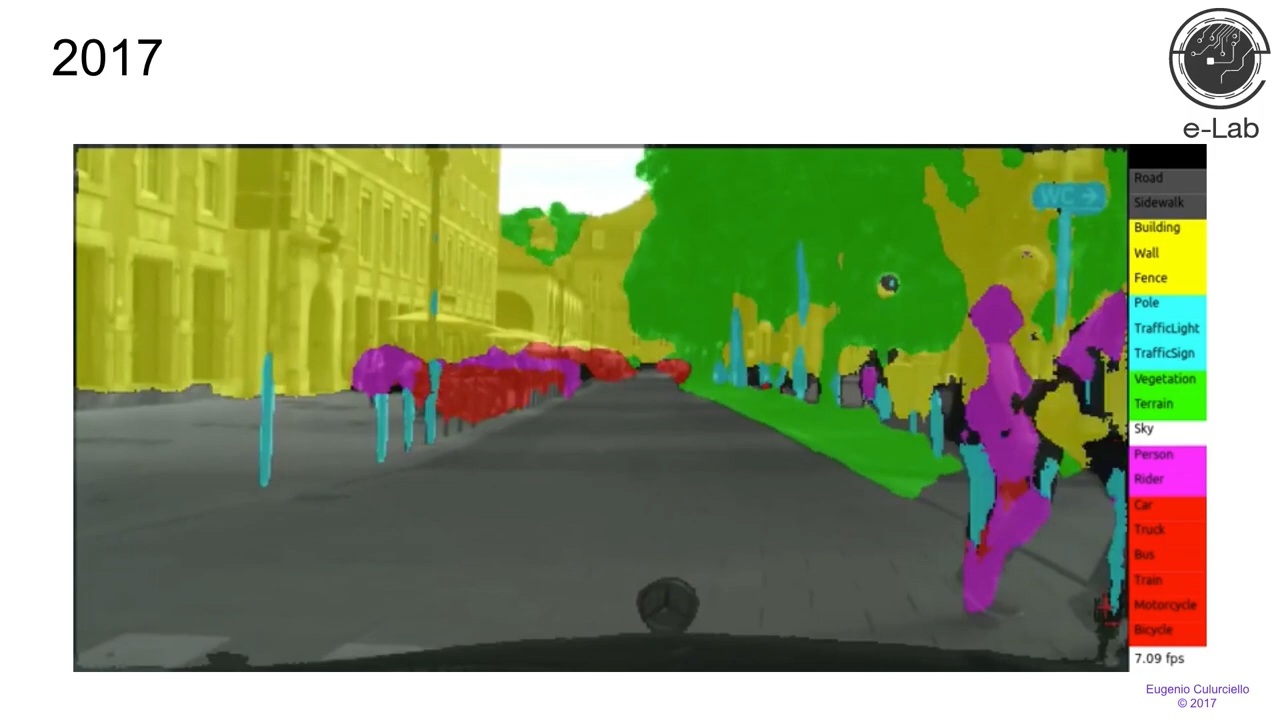 2017
e-Lab
WC →
Road
Sidewalk
Building
Wall
Fence
Pole
TrafficLight
TrafficSign
Vegetation
Terrain
Sky
Person
Rider
Car
Truck
Bus
Train
Motorcycle
Bicycle
7.09 fps
Eugenio Culurciello
© 2017